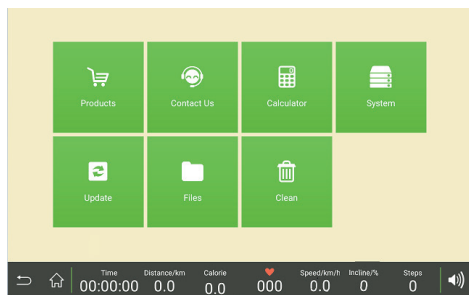 Products Contact Us Calculator System
Update Files Clean
Time Distance/km Calorie Speed/km/h Incline/% Steps
00:00:00 0.0 0.0 000 0.0 0 0